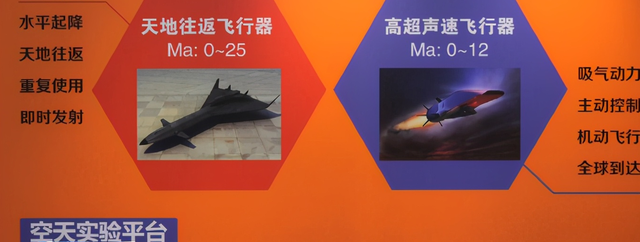 水平起降
天地往返
重复使用
即时发射
天地往返飞行器
Ma: 0~25
高超声速飞行器
Ma: 0~12
吸气动力
主动控制
机动飞行
全球到达
空天实验平台